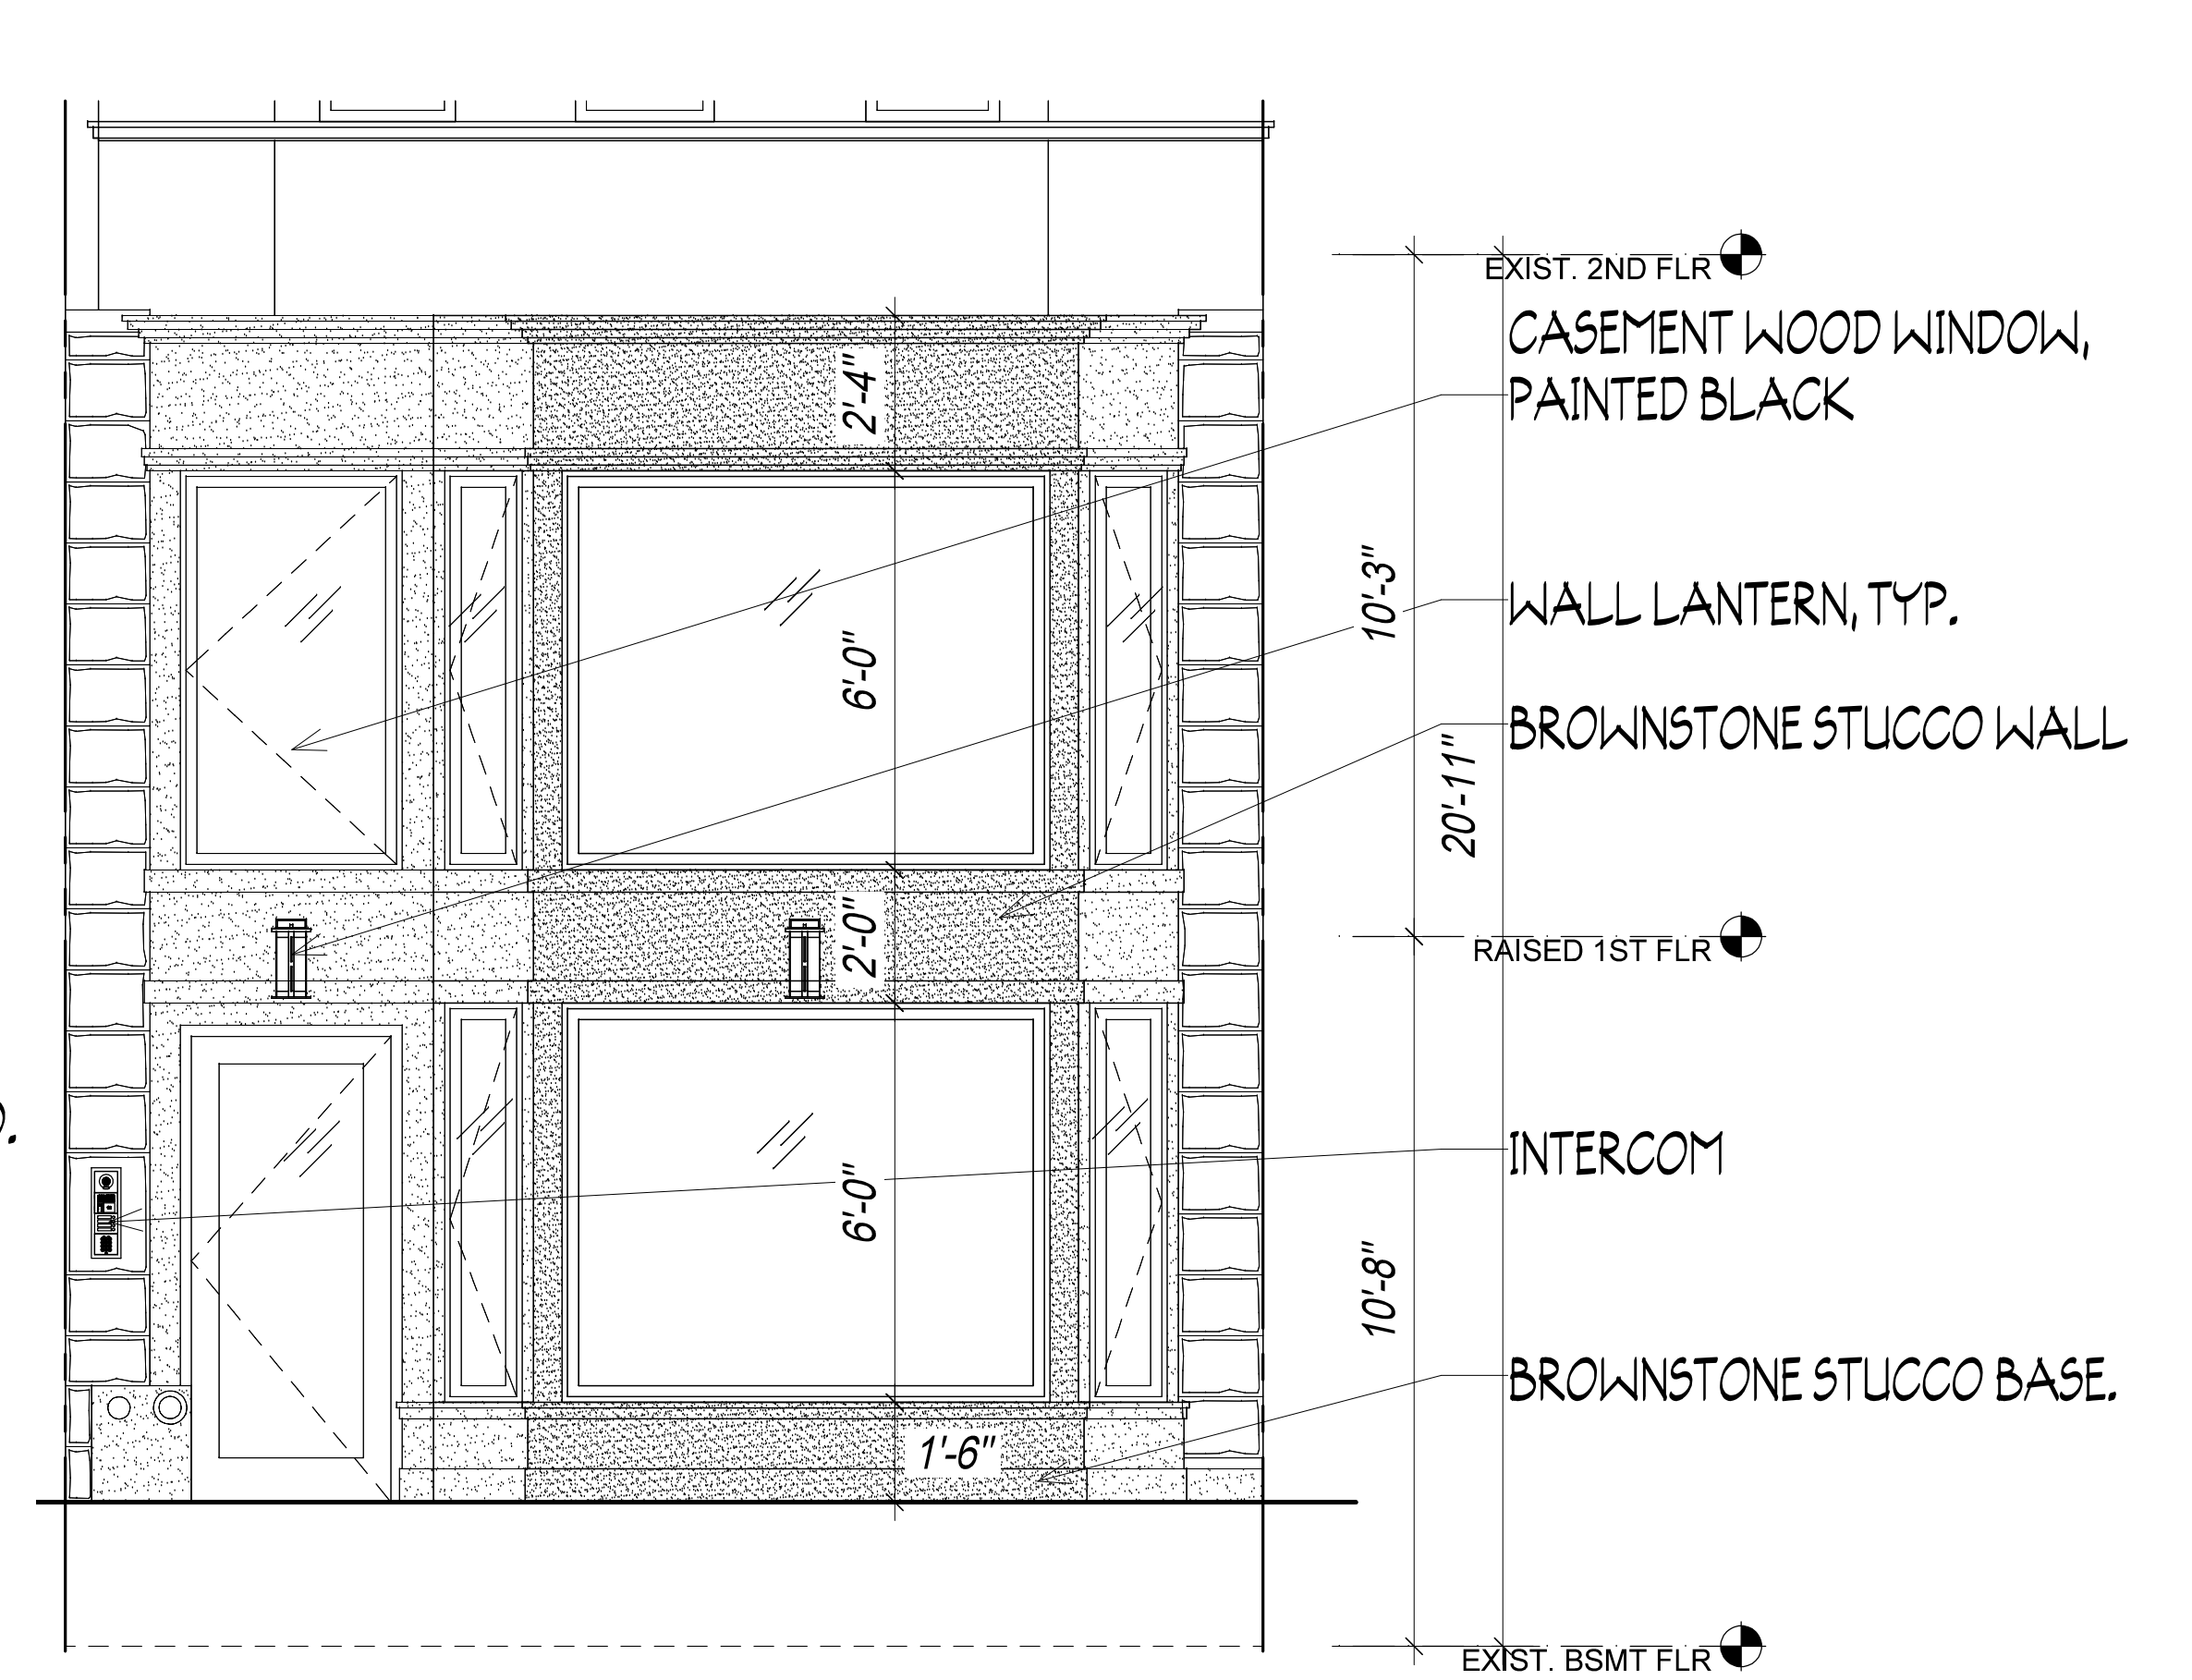 EXIST. 2ND FLR
CASEMENT WOOD WINDOW,
PAINTED BLACK
2'-4"
10'-3"
WALL LANTERN, TYP.
6'-0"
BROWNSTONE STUCCO WALL
20'-11"
2'-0"
RAISED 1ST FLR
INTERCOM
6'-0"
10'-8"
BROWNSTONE STUCCO BASE.
1'-6"
EXIST. BSMT FLR